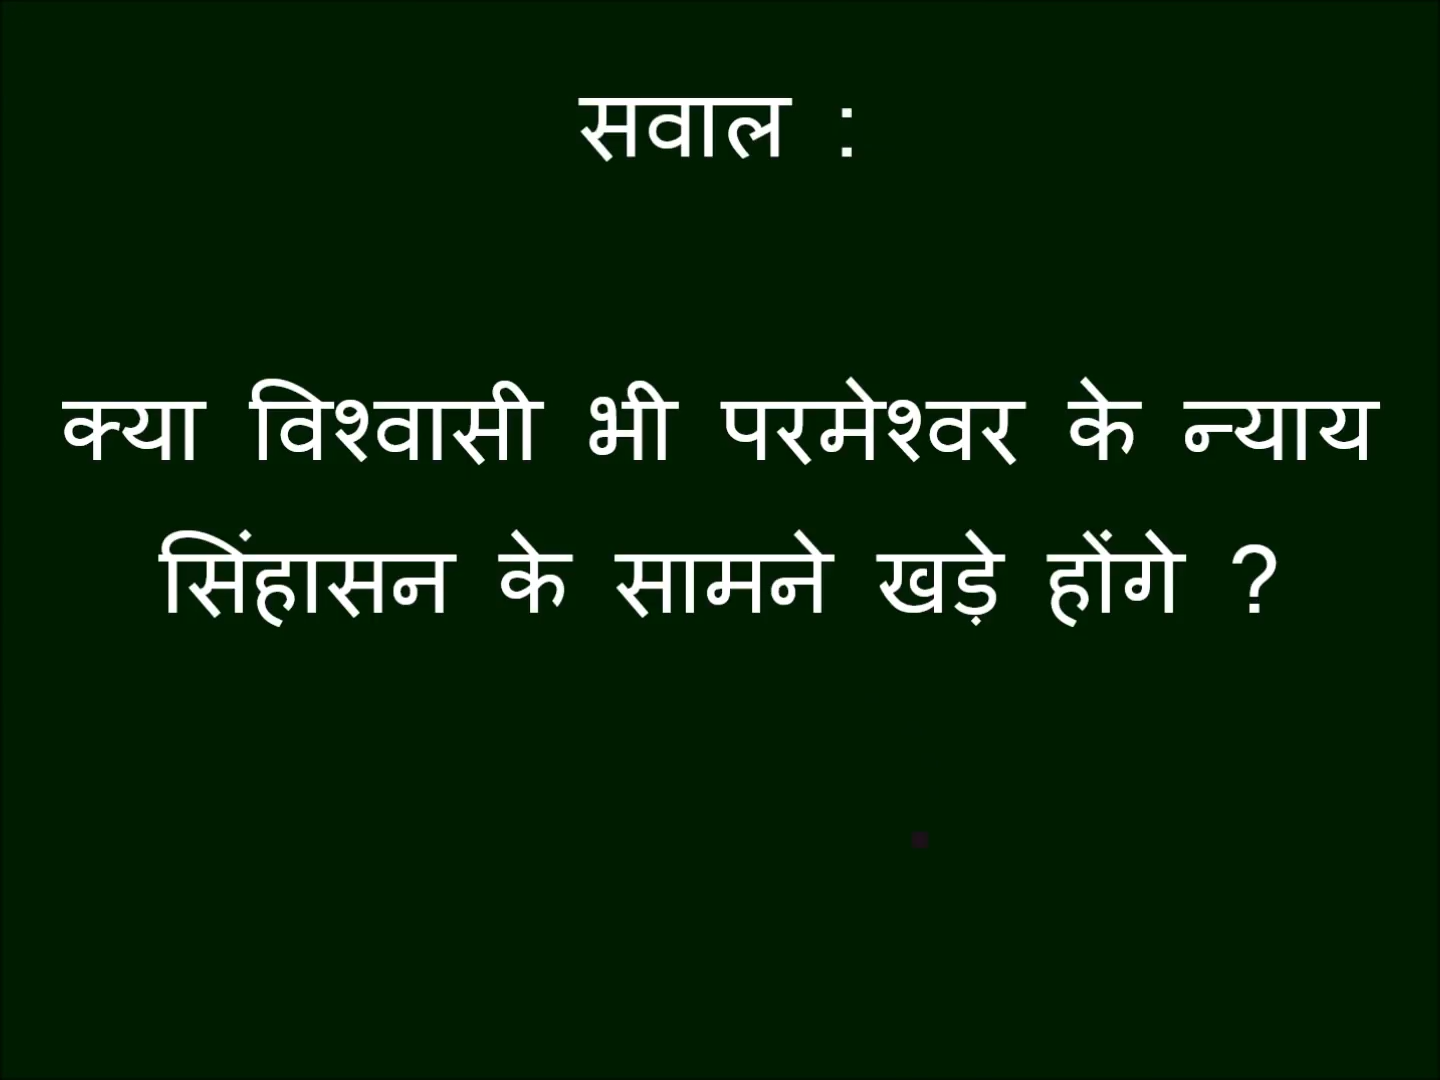 सवाल :
क्या विश्वासी भी परमेश्वर के न्याय
सिंहासन के सामने खड़े होंगे ?